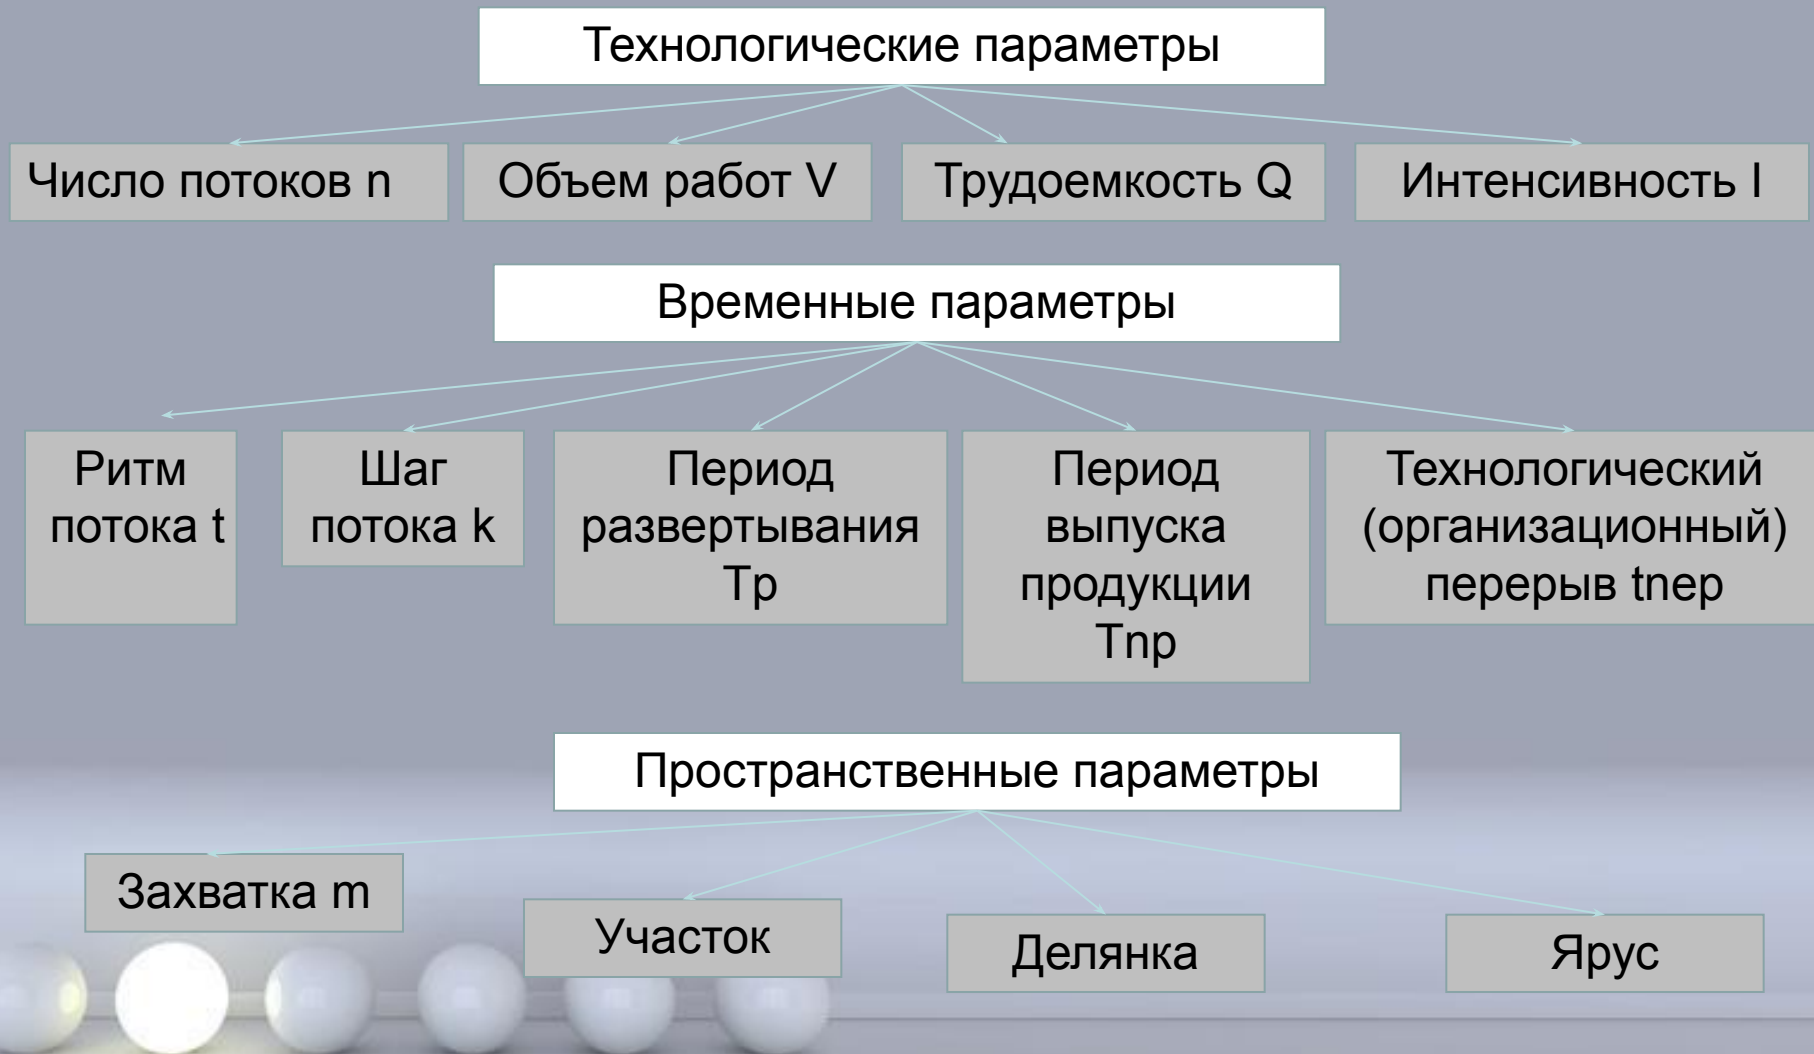 Технологические параметры
Число потоков n
Объем работ V
Трудоемкость Q
Интенсивность I
Временные параметры
Ритм
потока t
Шаг
потока k
Период
развертывания
Тр
Период
выпуска
продукции
Тпр
Технологический
(организационный)
перерыв tпер
Пространственные параметры
Захватка m
Участок
Делянка
Ярус